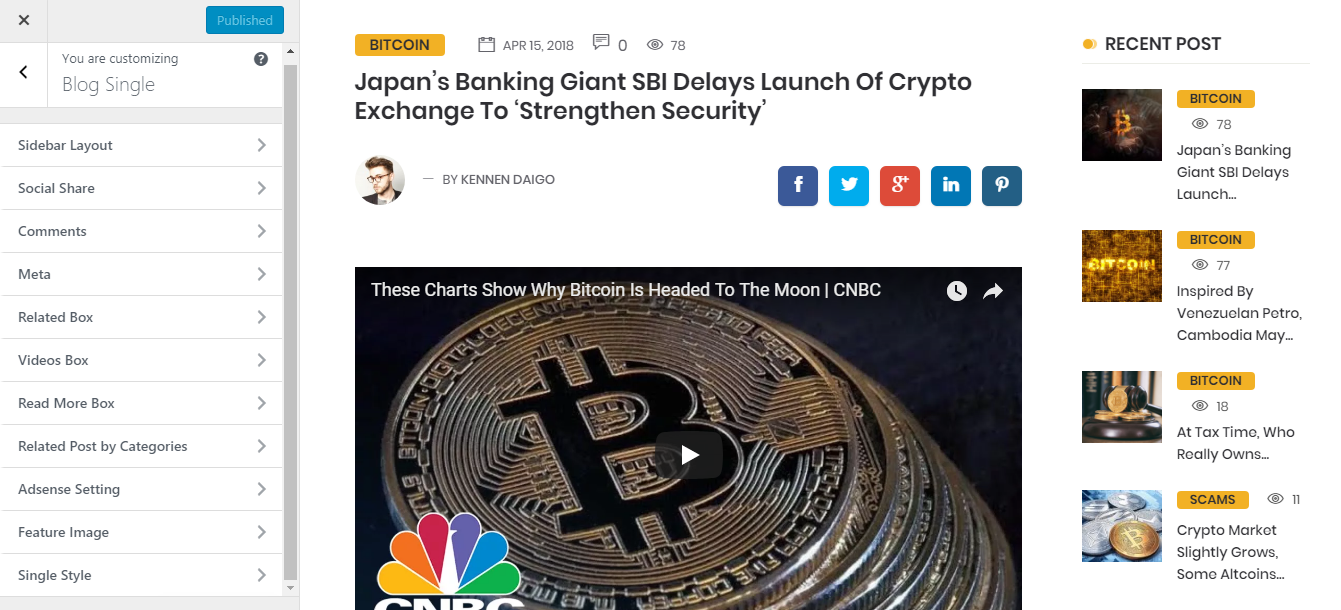 Published
You are customizing
Blog Single
Sidebar Layout
Social Share
Comments
Meta
Related Box
Videos Box
Read More Box
Related Post by Categories
Adsense Setting
Feature Image
Single Style
BITCOIN APR 15, 2018 0 78
Japan’s Banking Giant SBI Delays Launch Of Crypto
Exchange To ‘Strengthen Security’
— BY KENNEN DAIGO
These Charts Show Why Bitcoin Is Headed To The Moon | CNBC
CNBC
RECENT POST
BITCOIN
78
Japan’s Banking
Giant SBI Delays
Launch...
BITCOIN
BITCOIN
77
Inspired By
Venezuelan Petro,
Cambodia May...
BITCOIN
18
At Tax Time, Who
Really Owns...
SCAMS 11
Crypto Market
Slightly Grows,
Some Altcoins...